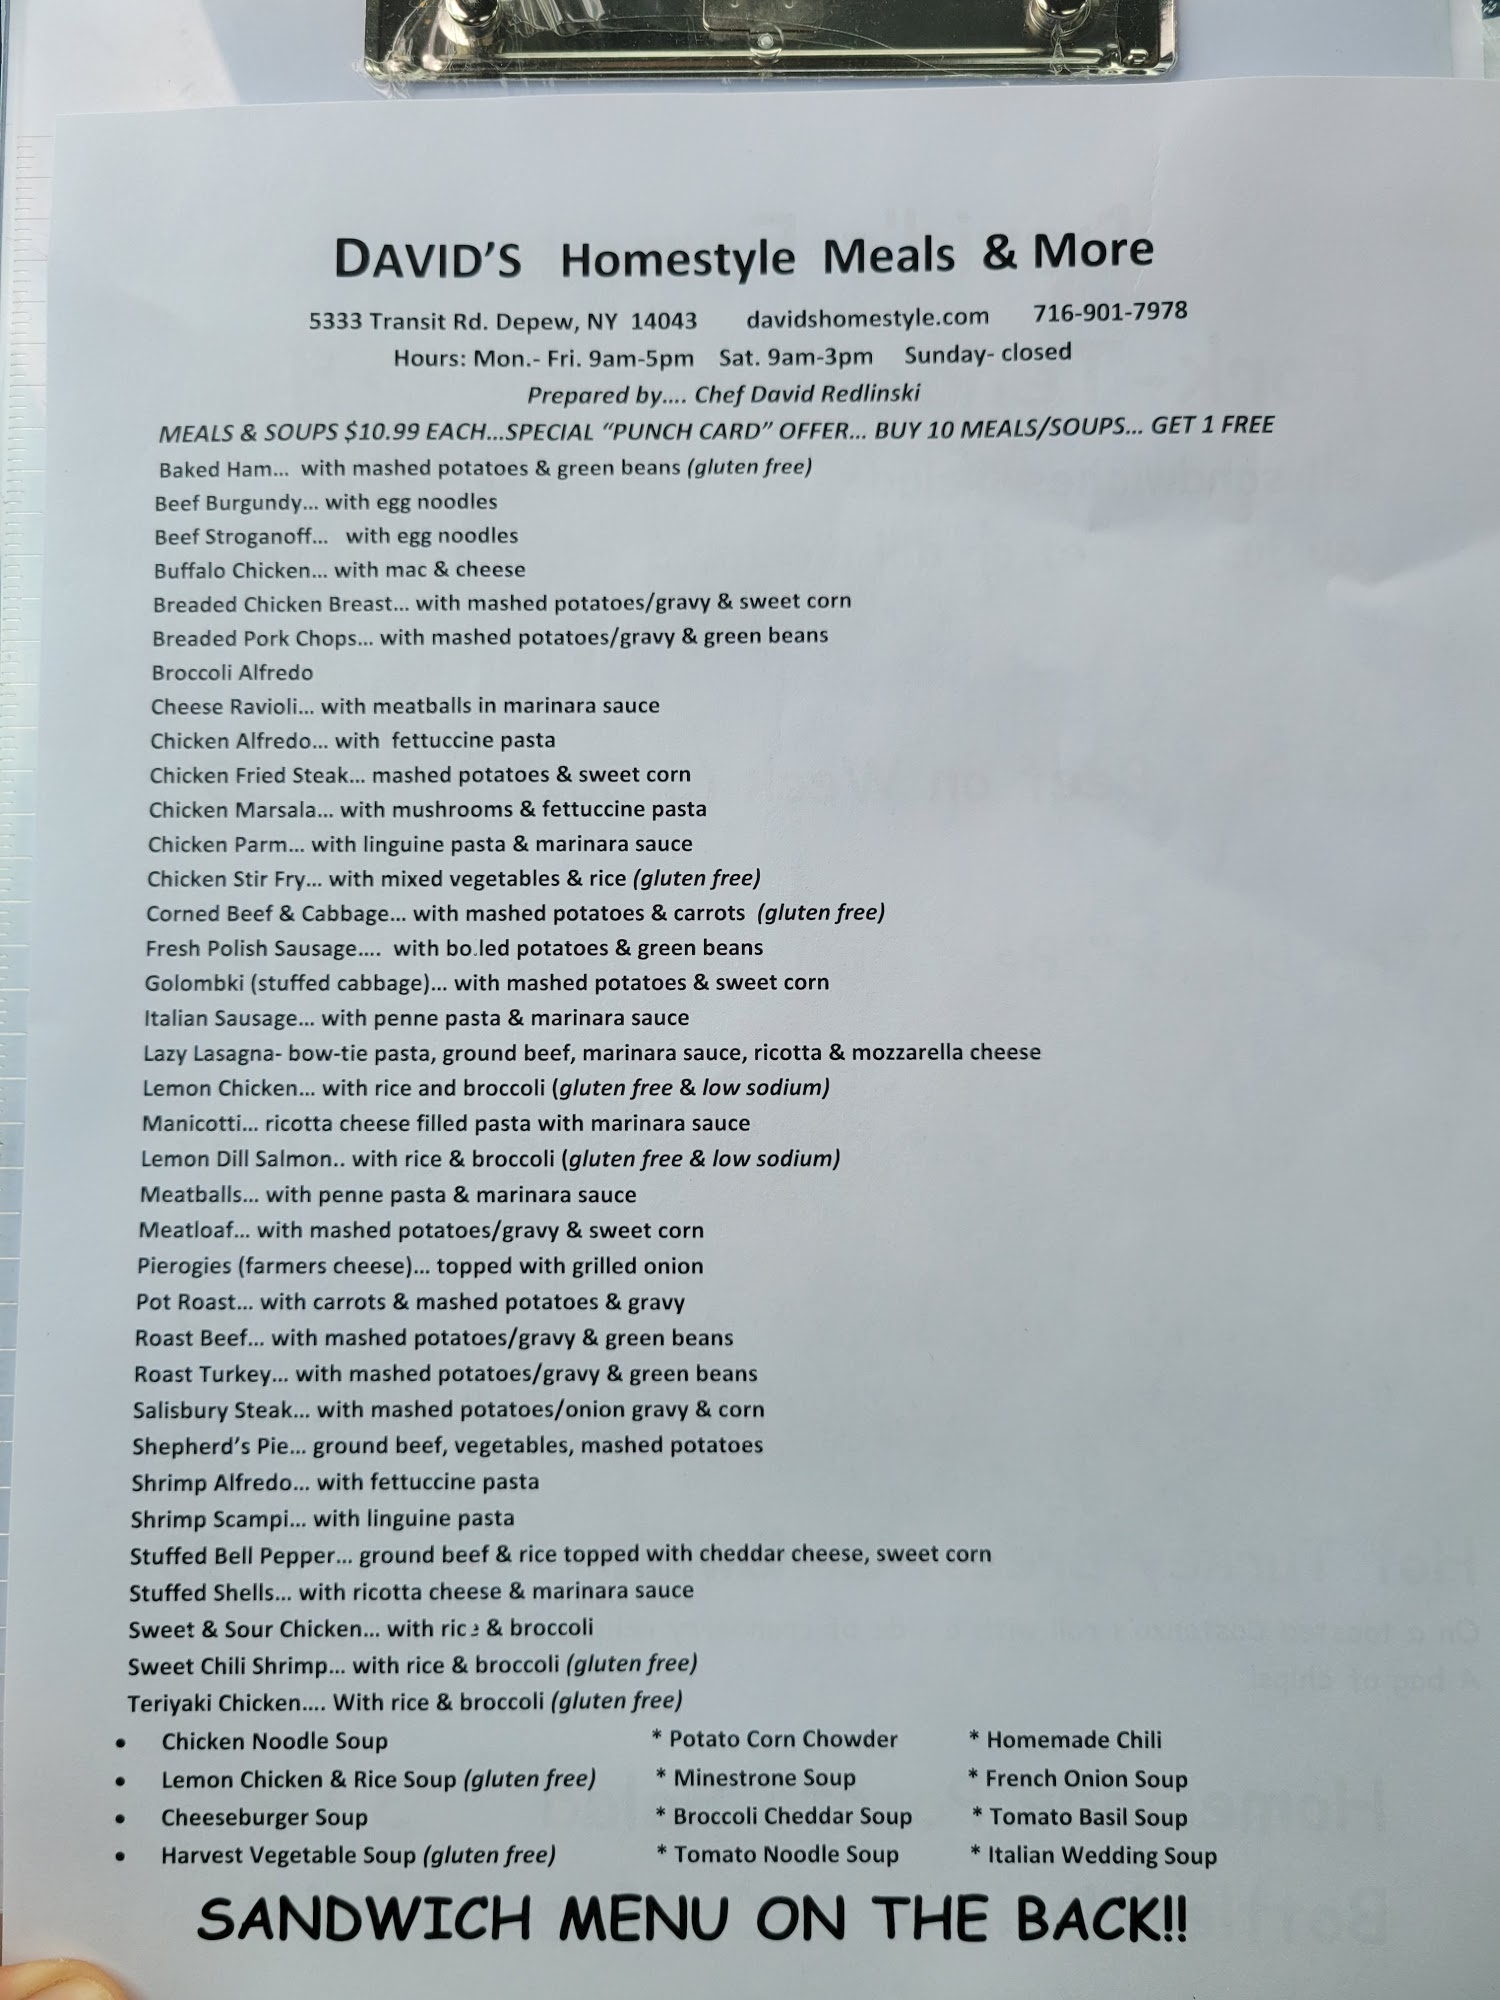 DAVID'S Homestyle Meals & More
5333 Transit Rd. Depew, NY 14043 davidshomestyle.com 716-901-7978
Hours: Mon.- Fri. 9am-5pm Sat. 9am-3pm Sunday- closed
Prepared by.... Chef David Redlinski
MEALS & SOUPS $10.99 EACH...SPECIAL “PUNCH CARD” OFFER... BUY 10 MEALS/SOUPS... GET 1 FREE
Baked Ham... with mashed potatoes & green beans (gluten free)
Beef Burgundy... with egg noodles
Beef Stroganoff... with egg noodles
Buffalo Chicken... with mac & cheese
Breaded Chicken Breast... with mashed potatoes/gravy & sweet corn
Breaded Pork Chops... with mashed potatoes/gravy & green beans
Broccoli Alfredo
Cheese Ravioli... with meatballs in marinara sauce
Chicken Alfredo... with fettuccine pasta
Chicken Fried Steak... mashed potatoes & sweet corn
Chicken Marsala... with mushrooms & fettuccine pasta
Chicken Parm... with linguine pasta & marinara sauce
Chicken Stir Fry... with mixed vegetables & rice (gluten free)
Corned Beef & Cabbage... with mashed potatoes & carrots (gluten free)
Fresh Polish Sausage.... with boiled potatoes & green beans
Golombki (stuffed cabbage)... with mashed potatoes & sweet corn
Italian Sausage... with penne pasta & marinara sauce
Lazy Lasagna- bow-tie pasta, ground beef, marinara sauce, ricotta & mozzarella cheese
Lemon Chicken... with rice and broccoli (gluten free & low sodium)
Manicotti... ricotta cheese filled pasta with marinara sauce
Lemon Dill Salmon.. with rice & broccoli (gluten free & low sodium)
Meatballs... with penne pasta & marinara sauce
Meatloaf... with mashed potatoes/gravy & sweet corn
Pierogies (farmers cheese)... topped with grilled onion
Pot Roast... with carrots & mashed potatoes & gravy
Roast Beef... with mashed potatoes/gravy & green beans
Roast Turkey... with mashed potatoes/gravy & green beans
Salisbury Steak... with mashed potatoes/onion gravy & corn
Shepherd's Pie... ground beef, vegetables, mashed potatoes
Shrimp Alfredo... with fettuccine pasta
Shrimp Scampi... with linguine pasta
Stuffed Bell Pepper... ground beef & rice topped with cheddar cheese, sweet corn
Stuffed Shells... with ricotta cheese & marinara sauce
Sweet & Sour Chicken... with rice & broccoli
Sweet Chili Shrimp... with rice & broccoli (gluten free)
Teriyaki Chicken.... With rice & broccoli (gluten free)
• Chicken Noodle Soup * Potato Corn Chowder * Homemade Chili
• Lemon Chicken & Rice Soup (gluten free) * Minestrone Soup * French Onion Soup
• Cheeseburger Soup * Broccoli Cheddar Soup * Tomato Basil Soup
• Harvest Vegetable Soup (gluten free) * Tomato Noodle Soup * Italian Wedding Soup
SANDWICH MENU ON THE BACK!!